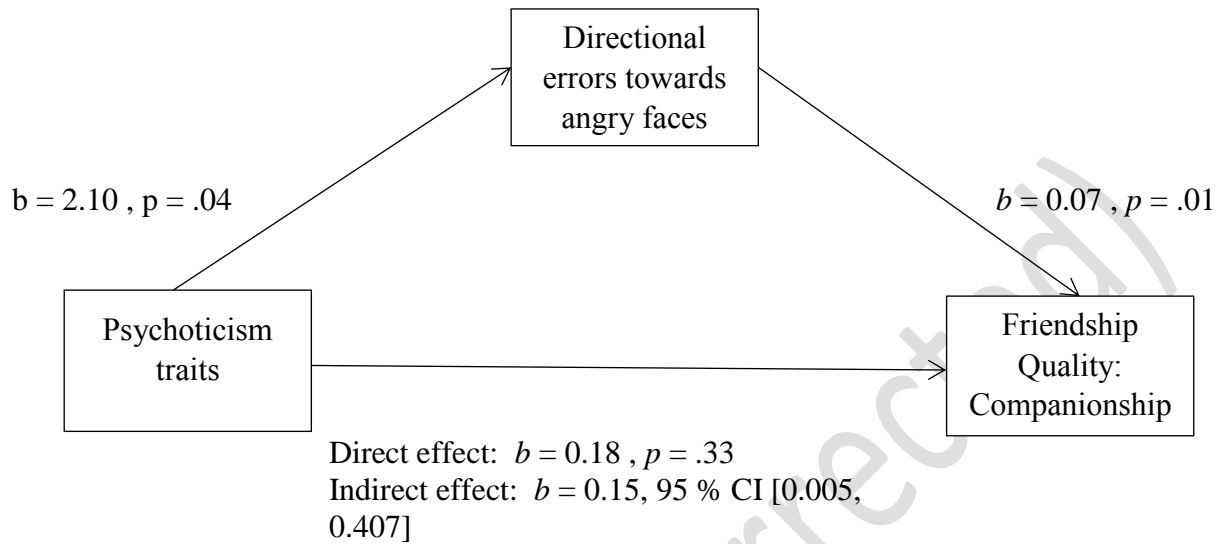 Directional
errors towards
angry faces
b = 2.10 , p = .04
b = 0.07 , p = .01
Psychoticism
traits
Friendship
Quality:
Companionship
Direct effect:  b = 0.18 , p = .33
Indirect effect:  b = 0.15, 95 % CI [0.005,
0.407]
rrected)